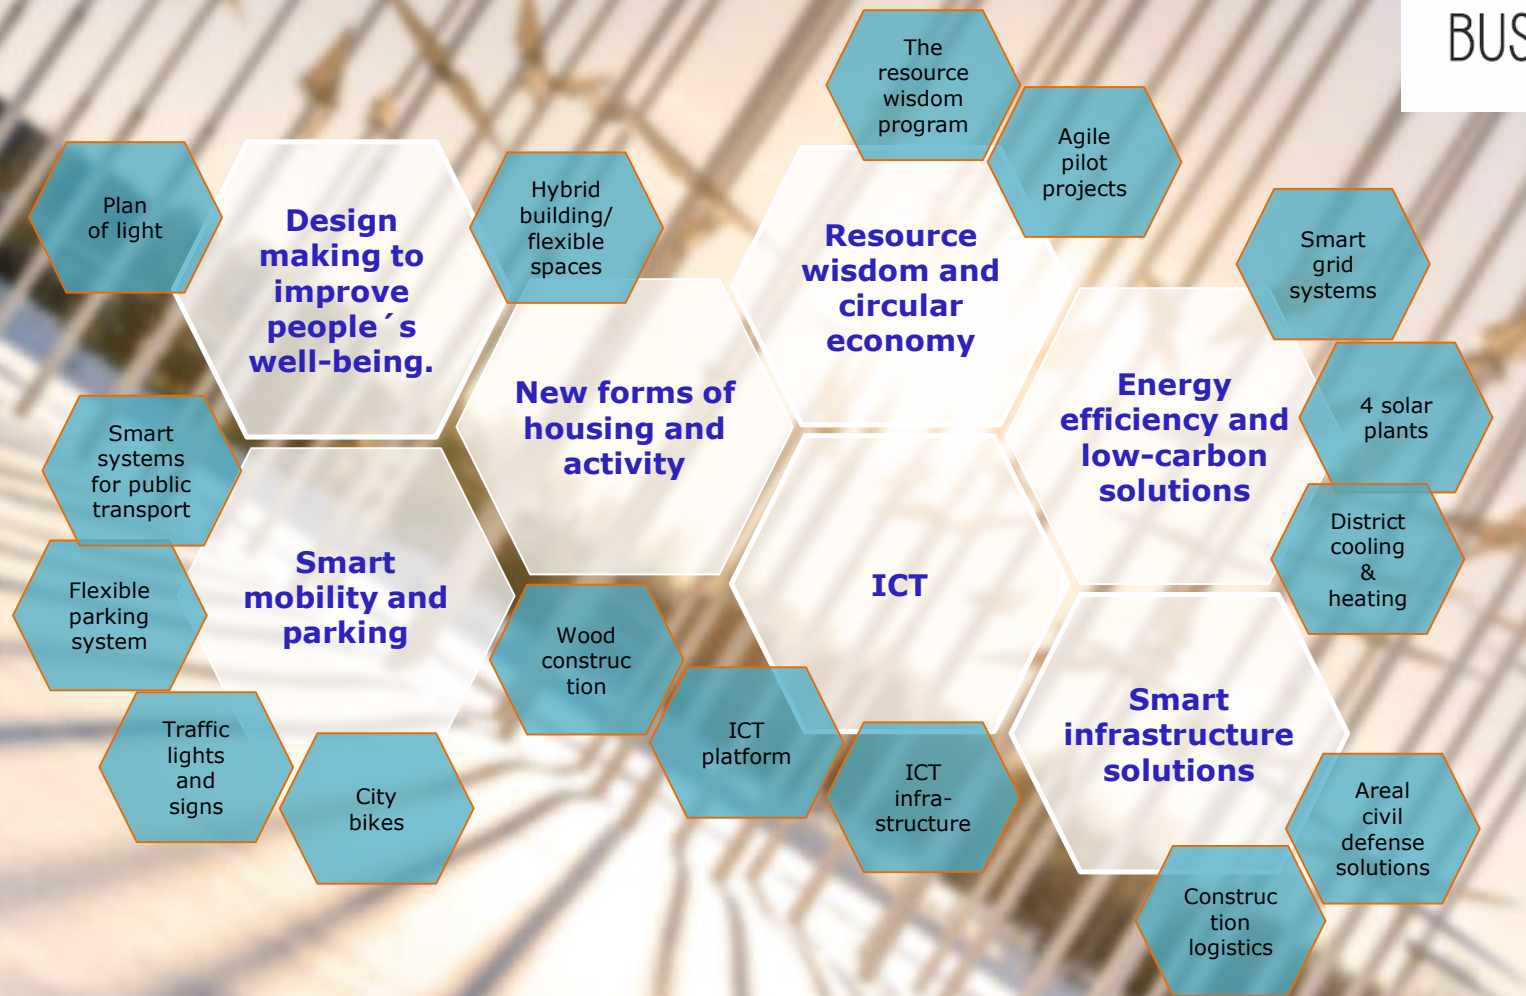 BUS
The
resource
wisdom
program
Agile
pilot
projects
Plan
of light
Design
making to
improve
people´s
well-being.
Hybrid
building/
flexible
spaces
Resource
wisdom and
circular
economy
Smart
grid
systems
New forms of
housing and
activity
Energy
efficiency and
low-carbon
solutions
4 solar
plants
Smart
systems
for public
transport
District
cooling
&
heating
Smart
mobility and
parking
Flexible
parking
system
ICT
Wood
construc
tion
Traffic
lights
and
signs
City
bikes
ICT
platform
ICT
infra-
structure
Smart
infrastructure
solutions
Areal
civil
defense
solutions
Construc
tion
logistics